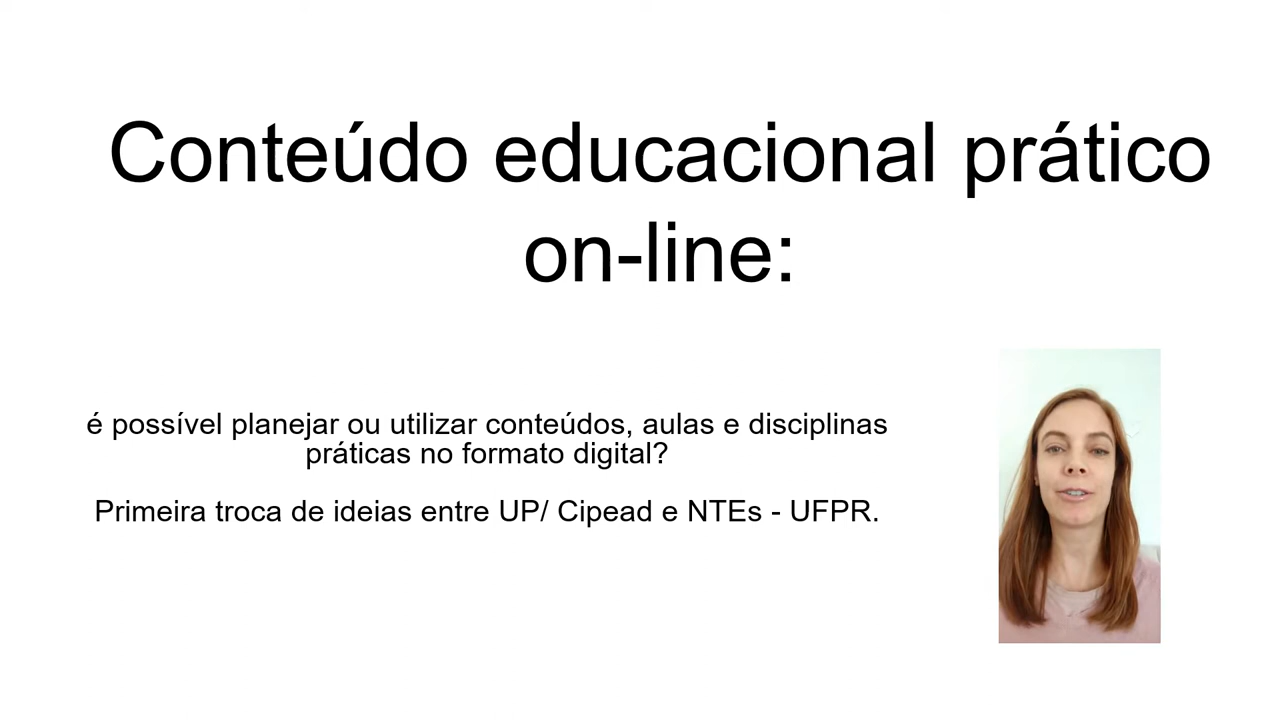 Conteúdo educacional prático
on-line:
é possível planejar ou utilizar conteúdos, aulas e disciplinas
práticas no formato digital?
Primeira troca de ideias entre UP/ Cipead e NTEs - UFPR.